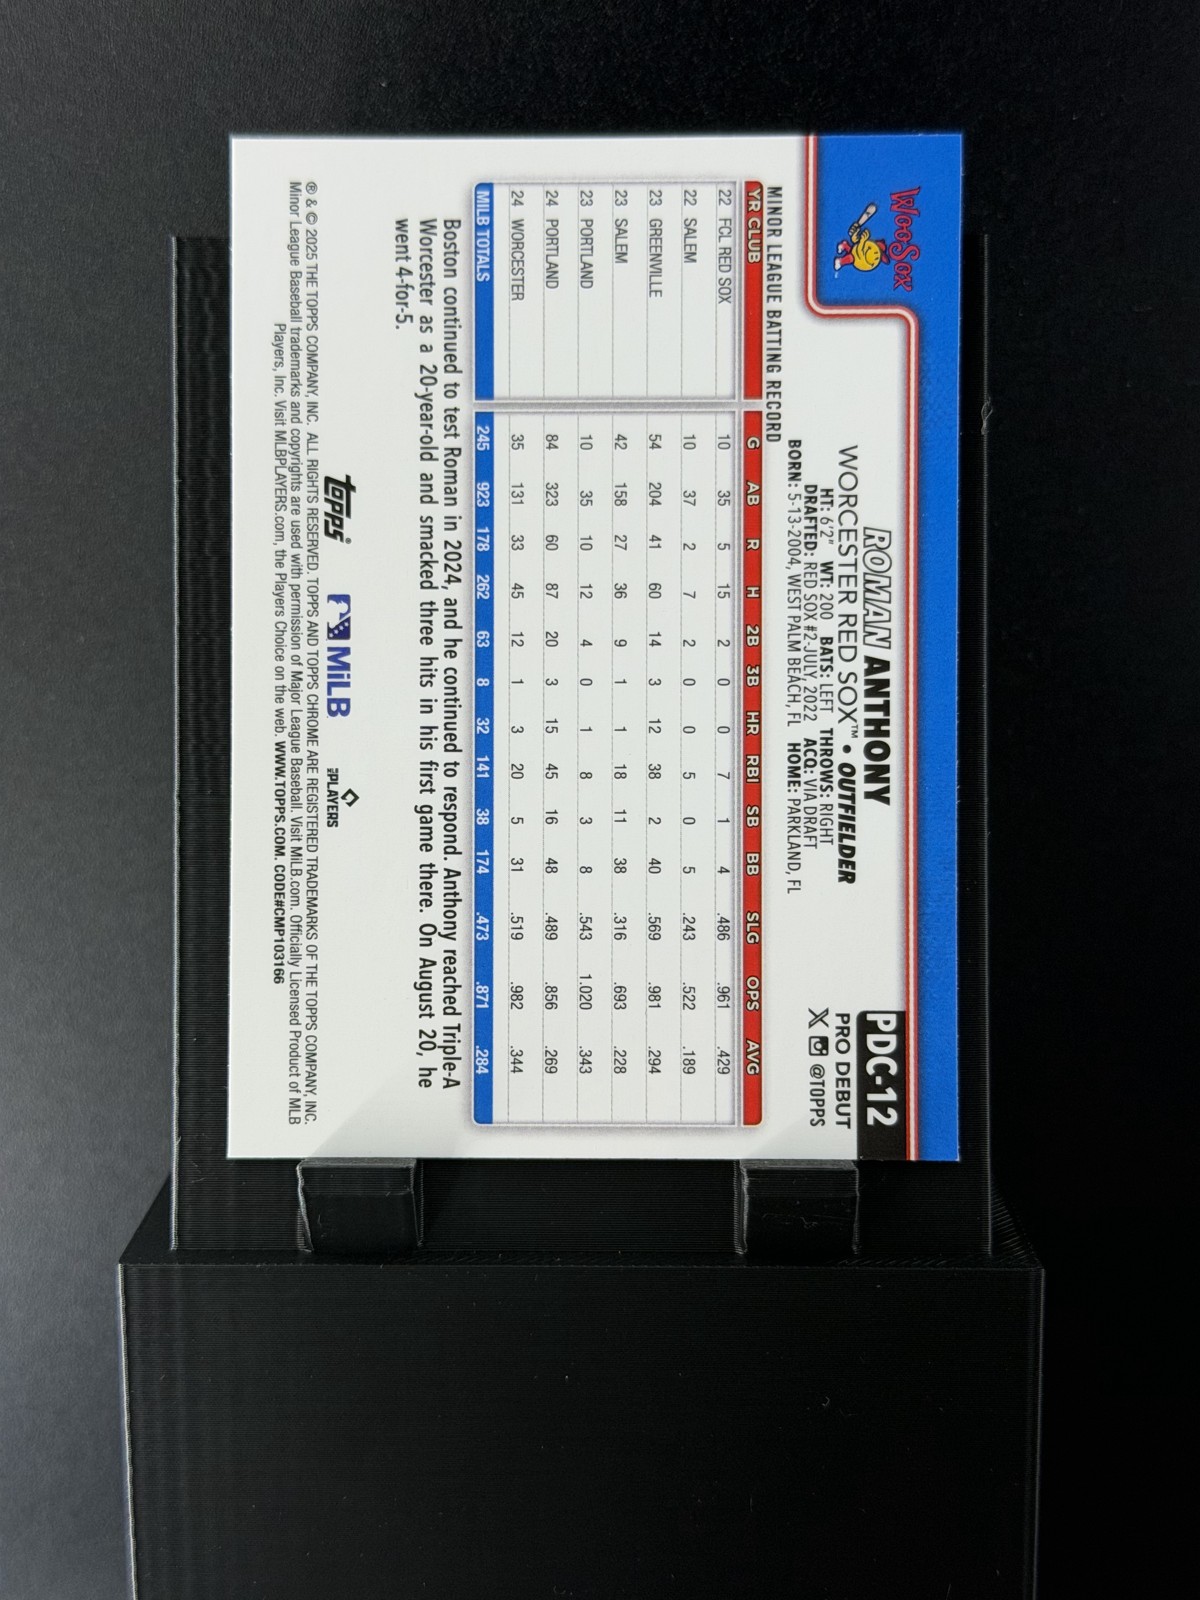 WooSox
ROMAN ANTHONY
WORCESTER RED SOX™ • OUTFIELDER
HT: 6'2" WT: 200 BATS: LEFT THROWS: RIGHT
DRAFTED: RED SOX #2-JULY, 2022 ACQ: VIA DRAFT
BORN: 5-13-2004, WEST PALM BEACH, FL HOME: PARKLAND, FL
PDC-12
PRO DEBUT
X @TOPPS
MINOR LEAGUE BATTING RECORD
YR CLUB G AB R H 2B 3B HR RBI SB BB SLG OPS AVG
22 FCL RED SOX 10 35 5 15 2 0 0 7 1 4 .486 .961 .429
22 SALEM 10 37 2 7 2 0 0 5 0 5 .243 .522 .189
23 GREENVILLE 54 204 41 60 14 3 12 38 2 40 .569 .981 .294
23 SALEM 42 158 27 36 9 1 1 18 11 38 .316 .693 .228
23 PORTLAND 10 35 10 12 4 0 1 8 3 8 .543 1.020 .343
24 PORTLAND 84 323 60 87 20 3 15 45 16 48 .489 .856 .269
24 WORCESTER 35 131 33 45 12 1 3 20 5 31 .519 .982 .344
MILB TOTALS 245 923 178 262 63 8 32 141 38 174 .473 .871 .284
Boston continued to test Roman in 2024, and he continued to respond. Anthony reached Triple-A
Worcester as a 20-year-old and smacked three hits in his first game there. On August 20, he
went 4-for-5.
topps® MiLB MLB PLAYERS
® & © 2025 THE TOPPS COMPANY, INC. ALL RIGHTS RESERVED. TOPPS AND TOPPS CHROME ARE REGISTERED TRADEMARKS OF THE TOPPS COMPANY, INC.
Minor League Baseball trademarks and copyrights are used with permission of Major League Baseball. Visit MiLB.com. Officially Licensed Product of MLB
Players, Inc. Visit MLBPLAYERS.com, the Players Choice on the web. WWW.TOPPS.COM. CODE#CMP103166